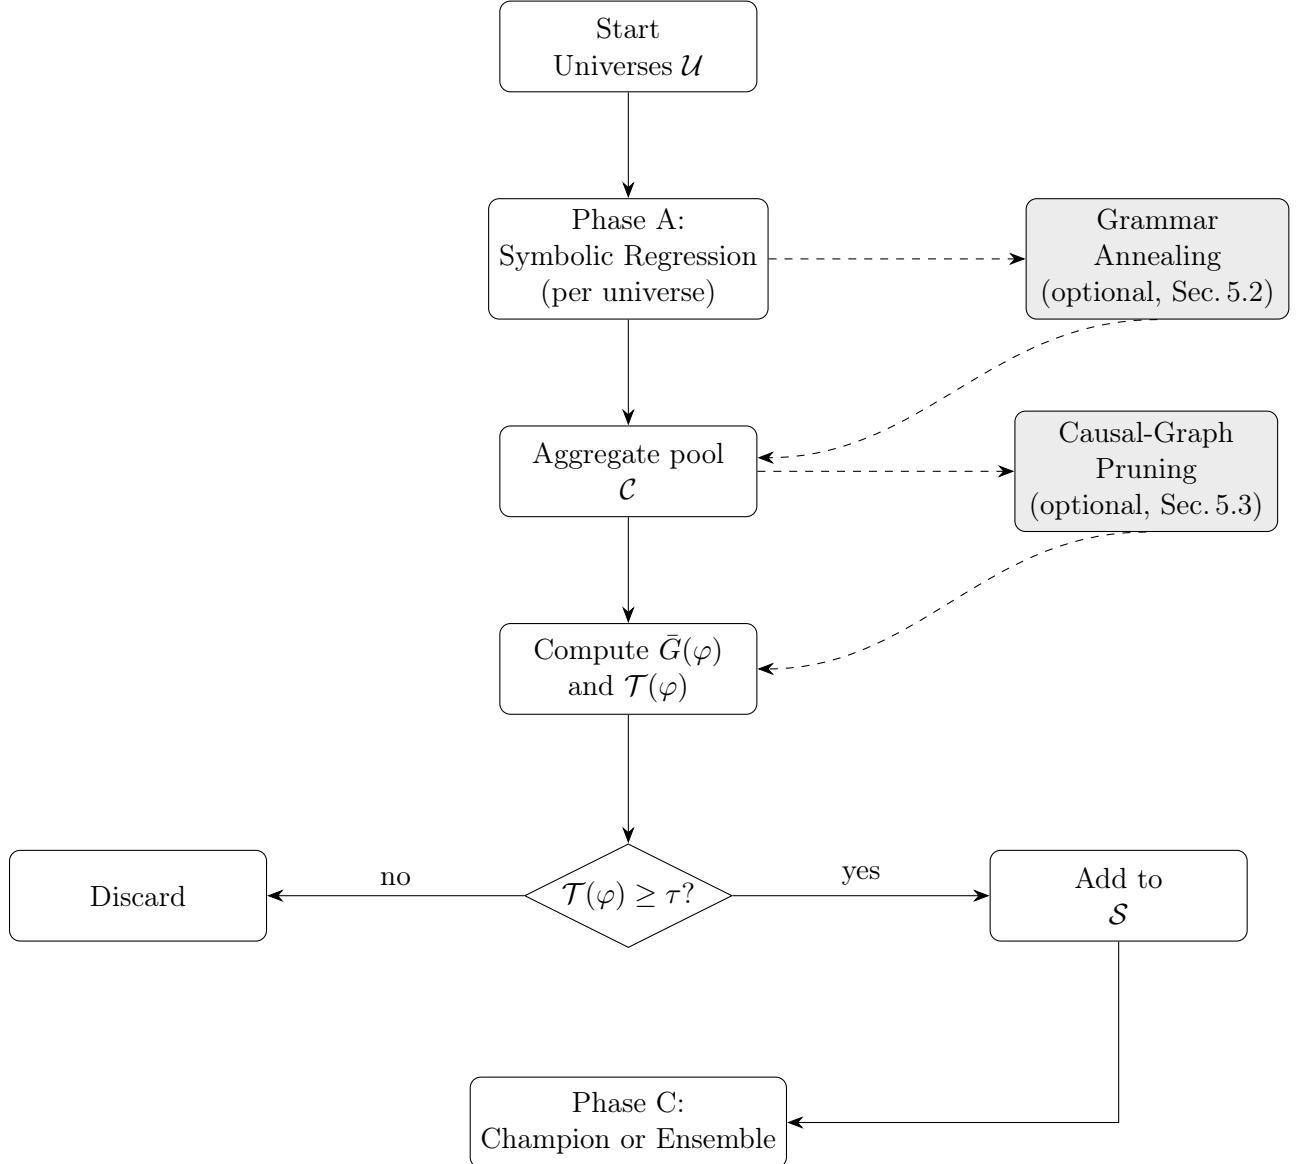 Start
Universes 𝒰
Phase A:
Symbolic Regression
(per universe)
Grammar
Annealing
(optional, Sec. 5.2)
Aggregate pool
𝒞
Causal-Graph
Pruning
(optional, Sec. 5.3)
Compute Ḡ(φ)
and 𝒯(φ)
no
𝒯(φ) ≥ τ?
yes
Discard
Add to
𝒮
Phase C:
Champion or Ensemble